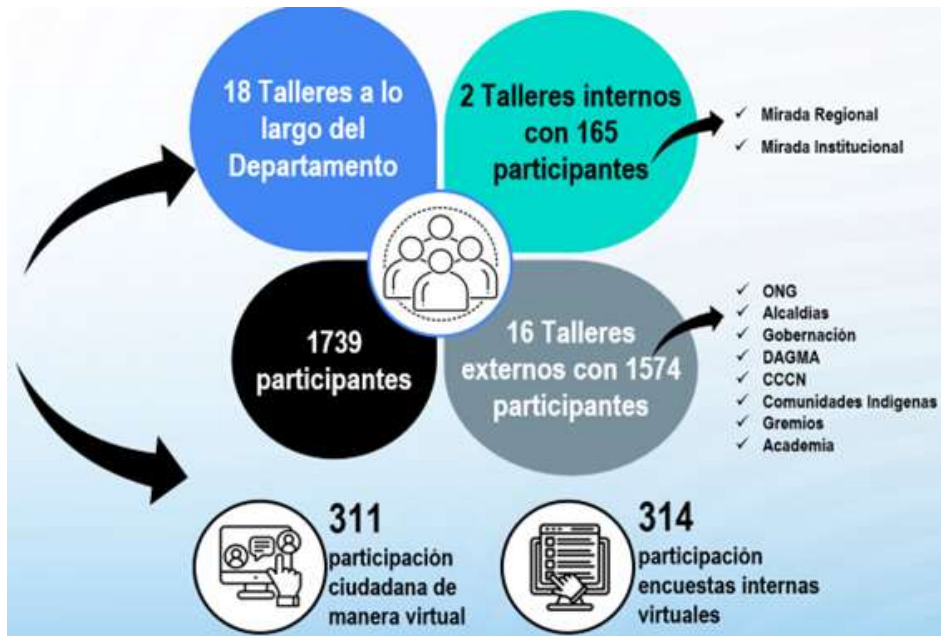 18 Talleres a lo
largo del
Departamento
2 Talleres internos
con 165
participantes
✓ Mirada Regional
✓ Mirada Institucional
1739
participantes
16 Talleres
externos con 1574
participantes
✓ ONG
✓ Alcaldias
✓ Gobernación
✓ DAGMA
✓ CCCN
✓ Comunidades Indigenas
✓ Gremios
✓ Academia
311
participación
ciudadana de
manera virtual
314
participación
encuestas internas
virtuales